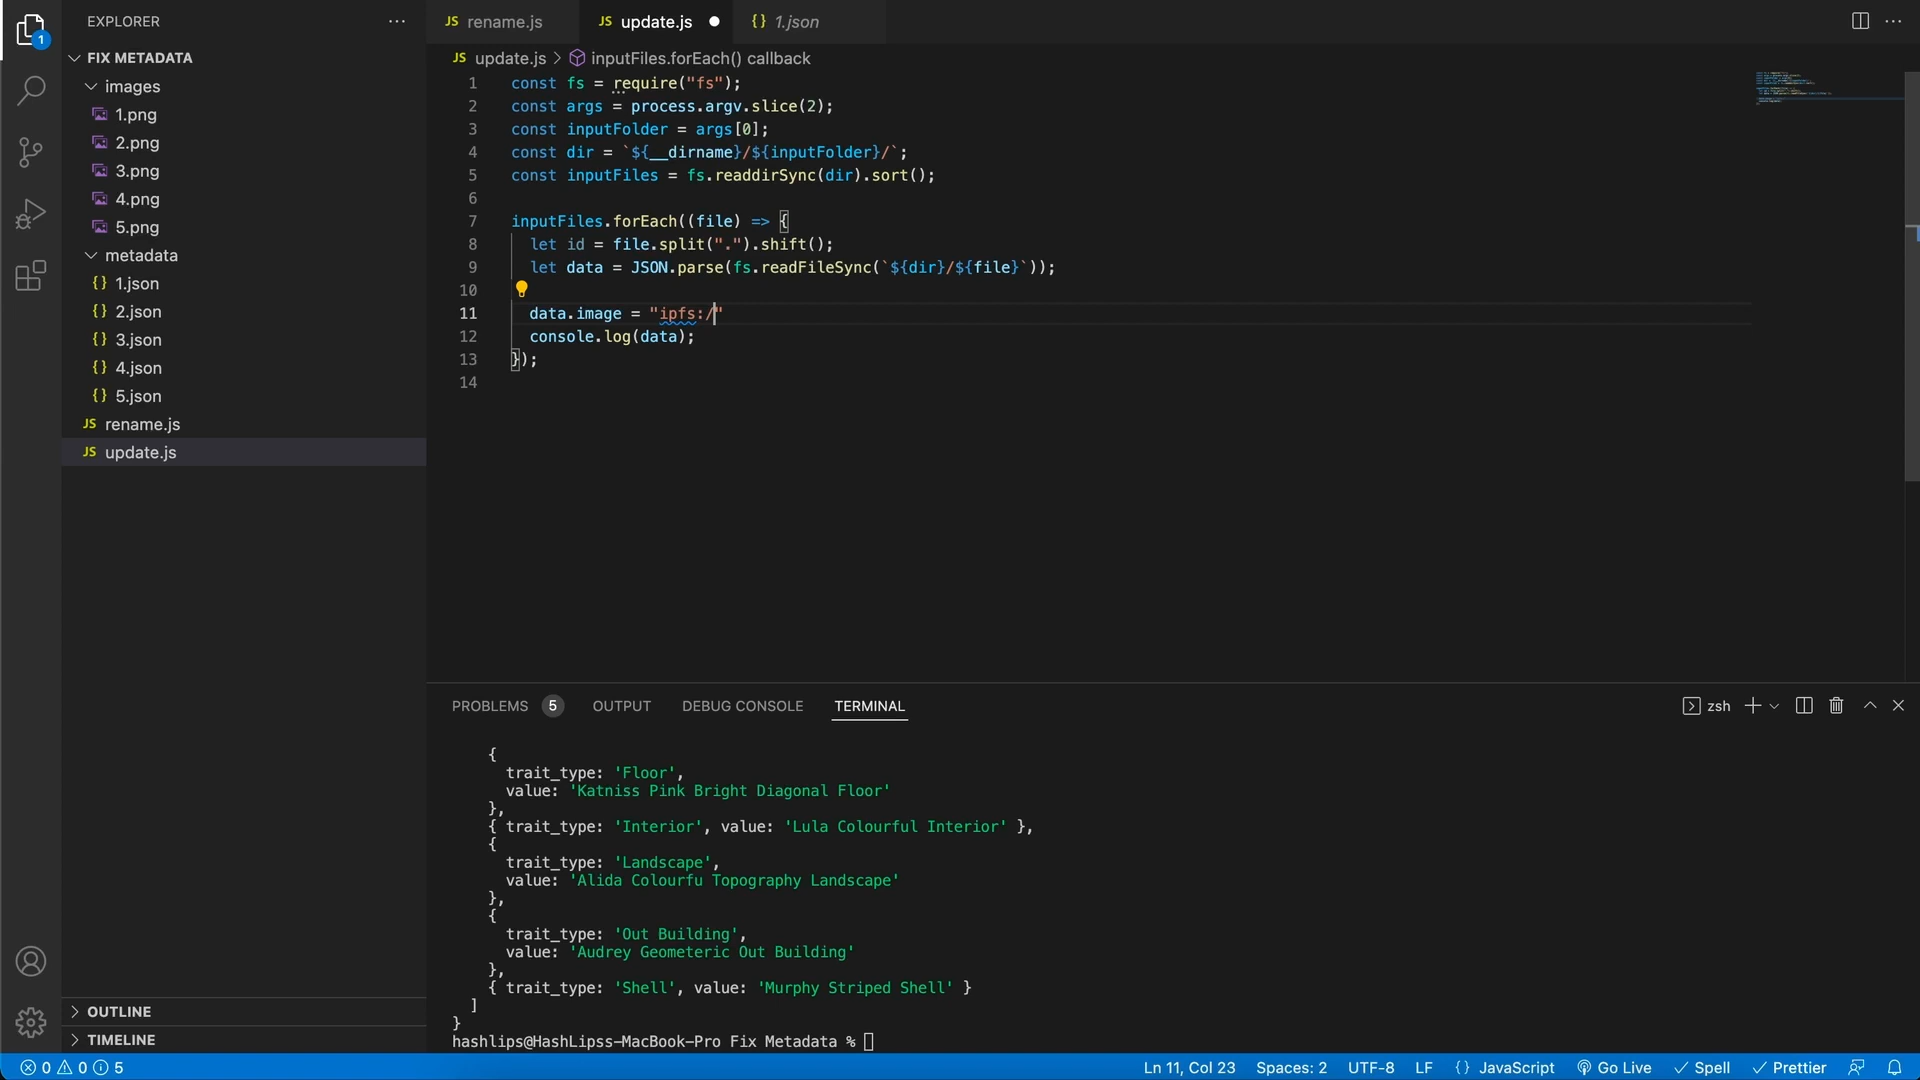 1
EXPLORER
FIX METADATA
images
1.png
2.png
3.png
4.png
5.png
metadata
{} 1.json
{} 2.json
{} 3.json
{} 4.json
{} 5.json
JS rename.js
JS update.js
OUTLINE
TIMELINE
JS rename.js
JS update.js
{} 1.json
JS update.js > inputFiles.forEach() callback
1 const fs = require("fs");
2 const args = process.argv.slice(2);
3 const inputFolder = args[0];
4 const dir = `${__dirname}/${inputFolder}/`;
5 const inputFiles = fs.readdirSync(dir).sort();
6
7 inputFiles.forEach((file) => {
8 let id = file.split(".").shift();
9 let data = JSON.parse(fs.readFileSync(`${dir}/${file}`));
10
11 data.image = "ipfs:/"
12 console.log(data);
13 });
14
PROBLEMS 5 OUTPUT DEBUG CONSOLE TERMINAL
zsh
{
trait_type: 'Floor',
value: 'Katniss Pink Bright Diagonal Floor'
},
{ trait_type: 'Interior', value: 'Lula Colourful Interior' },
{
trait_type: 'Landscape',
value: 'Alida Colourfu Topography Landscape'
},
{
trait_type: 'Out Building',
value: 'Audrey Geometeric Out Building'
},
{ trait_type: 'Shell', value: 'Murphy Striped Shell' }
]
}
hashlips@HashLipss-MacBook-Pro Fix Metadata %
0 0 5
Ln 11, Col 23 Spaces: 2 UTF-8 LF {} JavaScript Go Live Spell Prettier